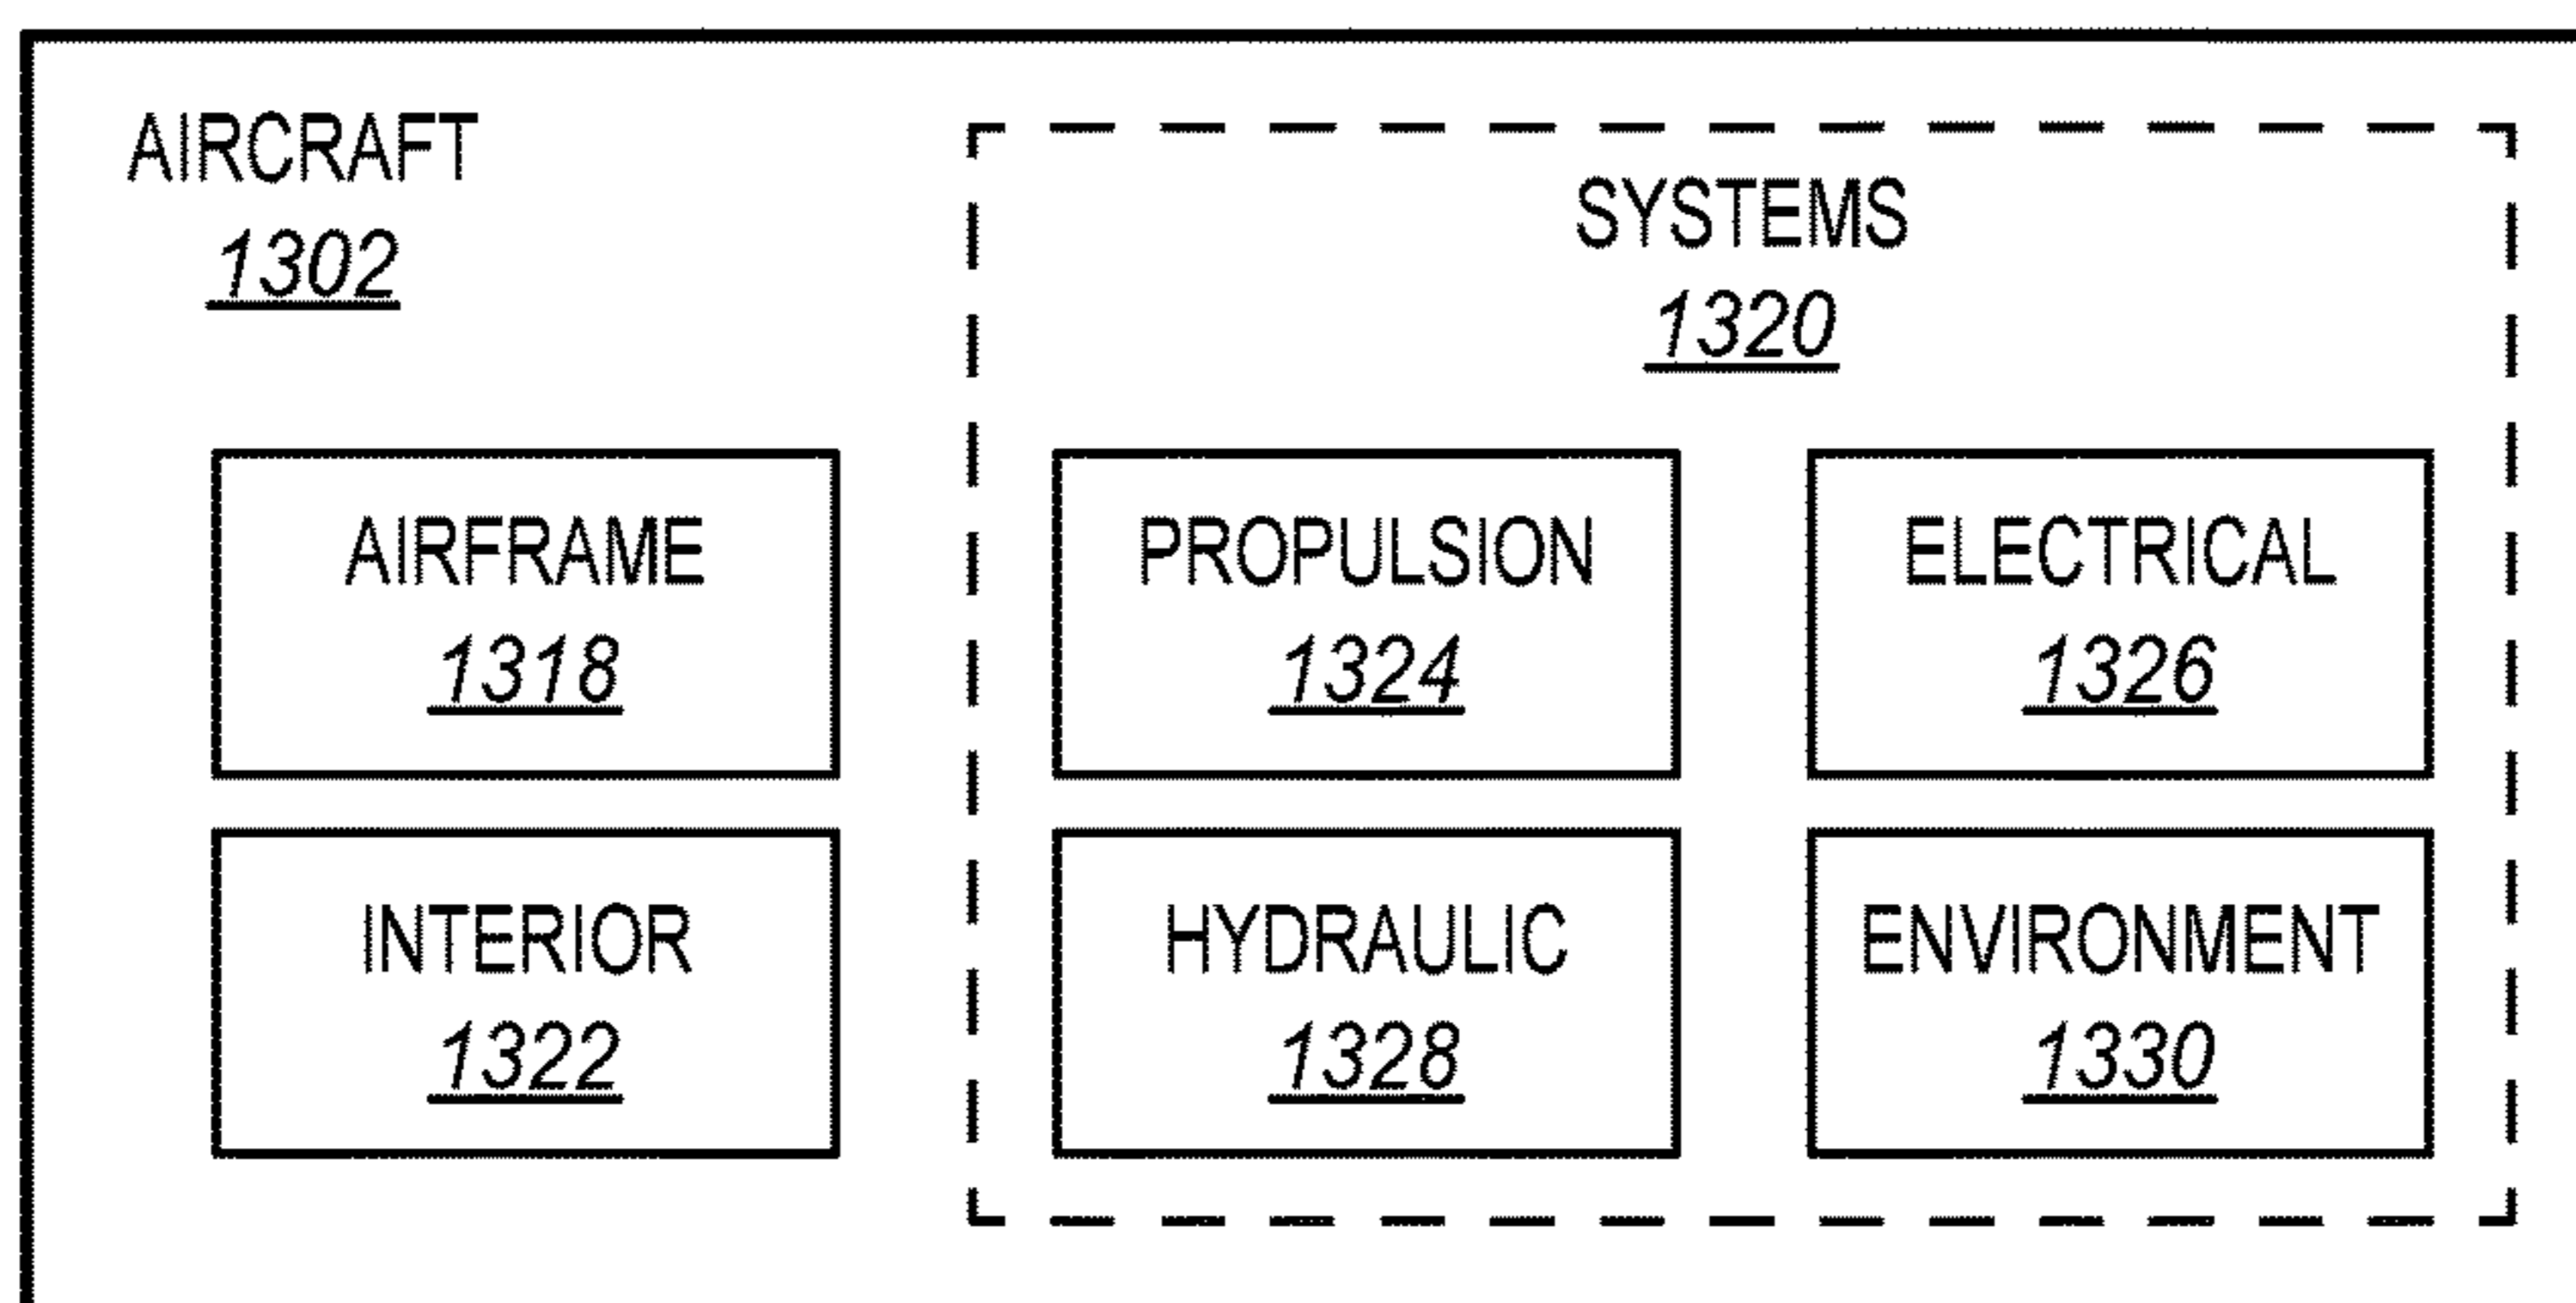 AIRCRAFT
1302
SYSTEMS
1320
AIRFRAME
1318
PROPULSION
1324
ELECTRICAL
1326
INTERIOR
1322
HYDRAULIC
1328
ENVIRONMENT
1330